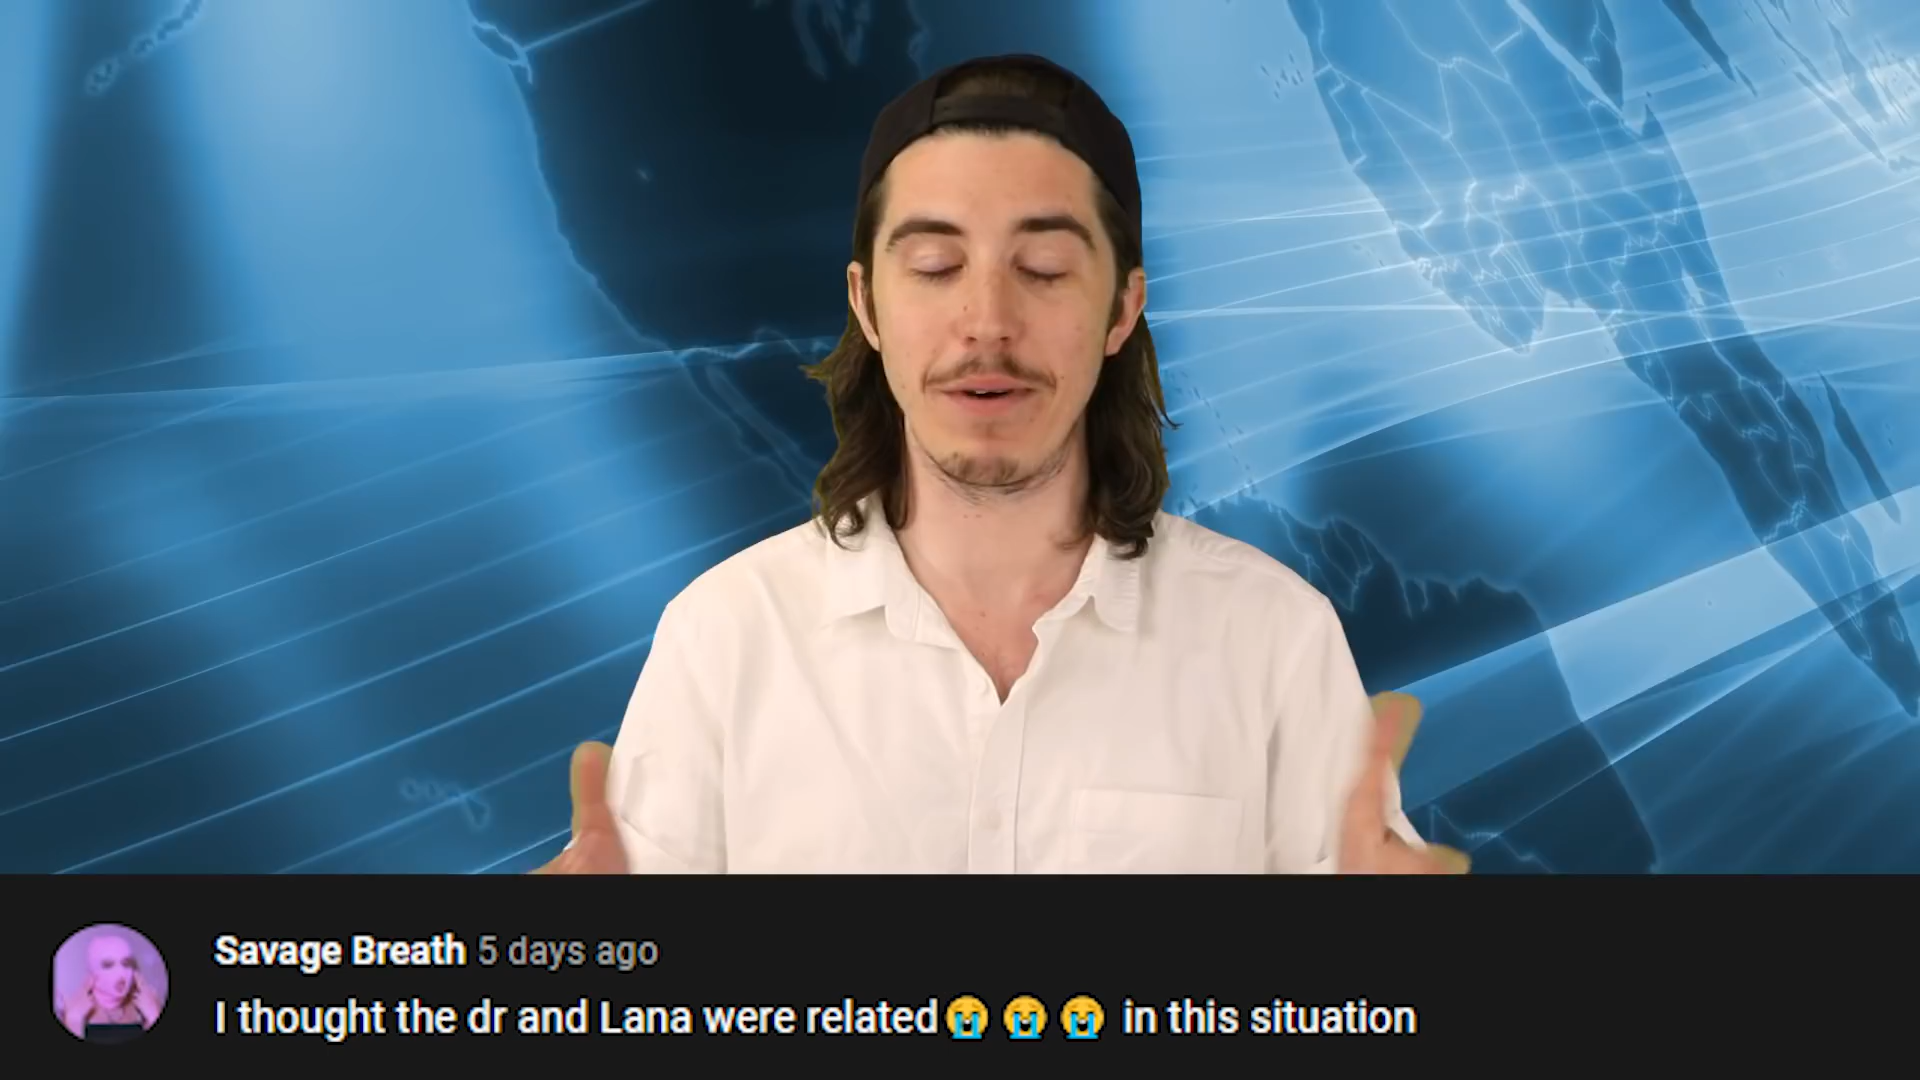 Savage Breath 5 days ago
I thought the dr and Lana were related😭 😭 😭 in this situation